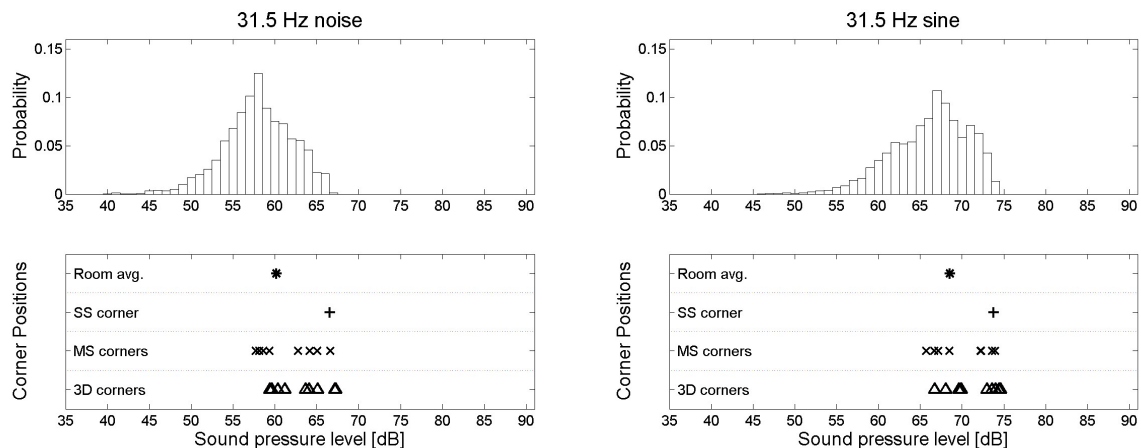 31.5 Hz noise
Probability
0.15
0.1
0.05
0
35 40 45 50 55 60 65 70 75 80 85 90
Corner Positions
Room avg.
SS corner
MS corners
3D corners
35 40 45 50 55 60 65 70 75 80 85 90
Sound pressure level [dB]
31.5 Hz sine
Probability
0.15
0.1
0.05
0
35 40 45 50 55 60 65 70 75 80 85 90
Corner Positions
Room avg.
SS corner
MS corners
3D corners
35 40 45 50 55 60 65 70 75 80 85 90
Sound pressure level [dB]